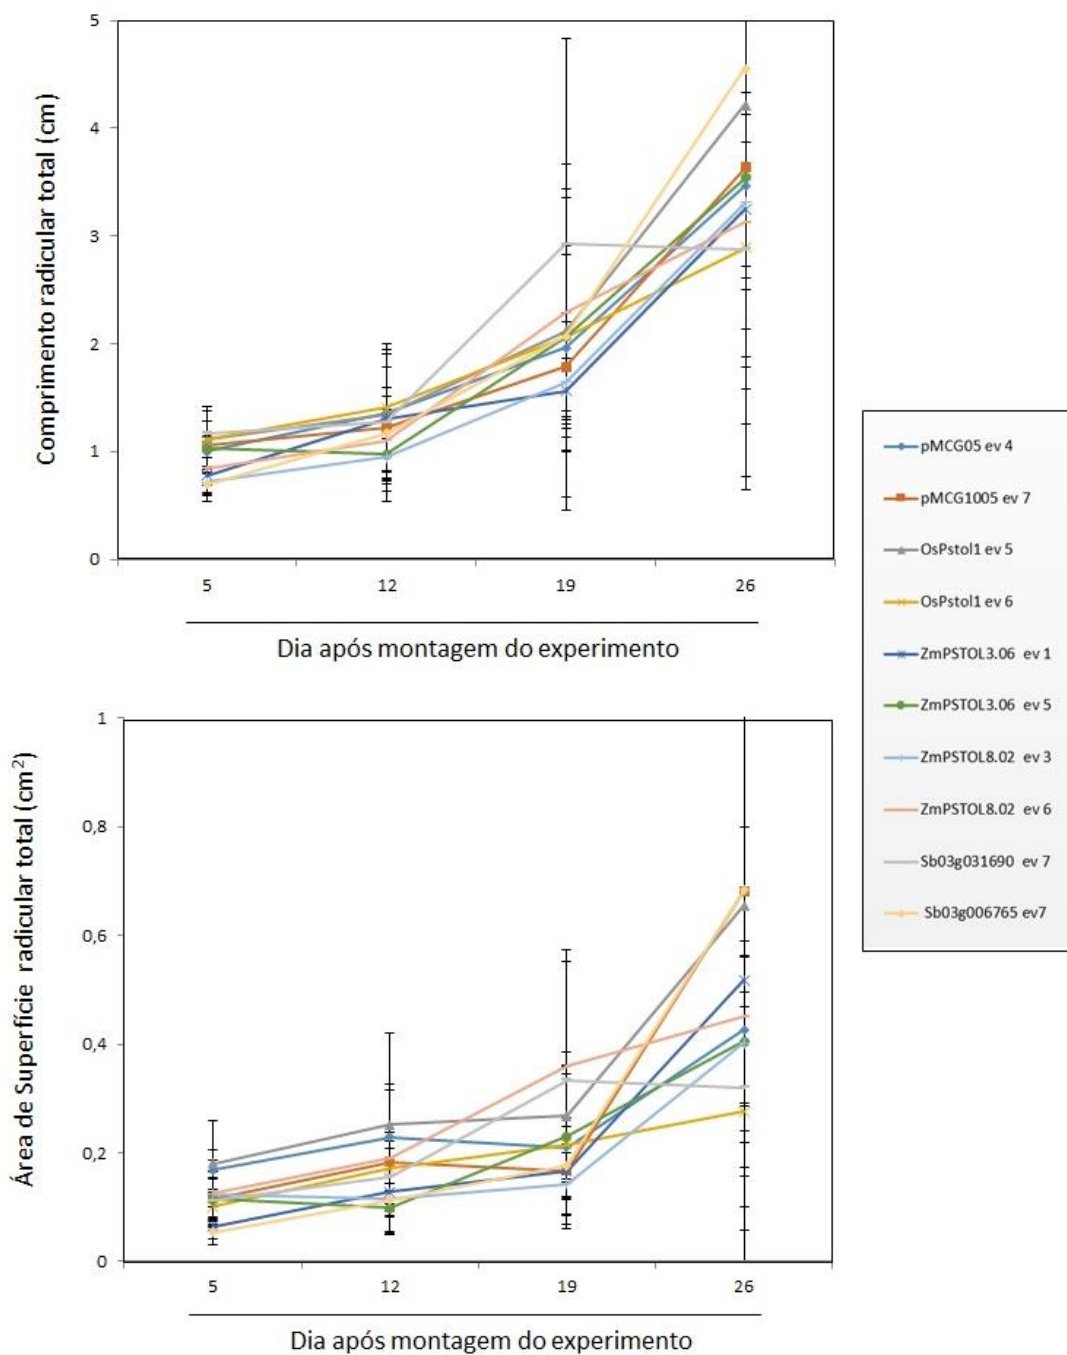 Comprimento radicular total (cm)
5
4
3
2
1
0
5 12 19 26
Dia após montagem do experimento
pMCG05 ev 4
pMCG1005 ev 7
OsPstol1 ev 5
OsPstol1 ev 6
ZmPSTOL3.06 ev 1
ZmPSTOL3.06 ev 5
ZmPSTOL8.02 ev 3
ZmPSTOL8.02 ev 6
Sb03g031690 ev 7
Sb03g006765 ev7
Área de Superfície radicular total (cm²)
1
0,8
0,6
0,4
0,2
0
5 12 19 26
Dia após montagem do experimento